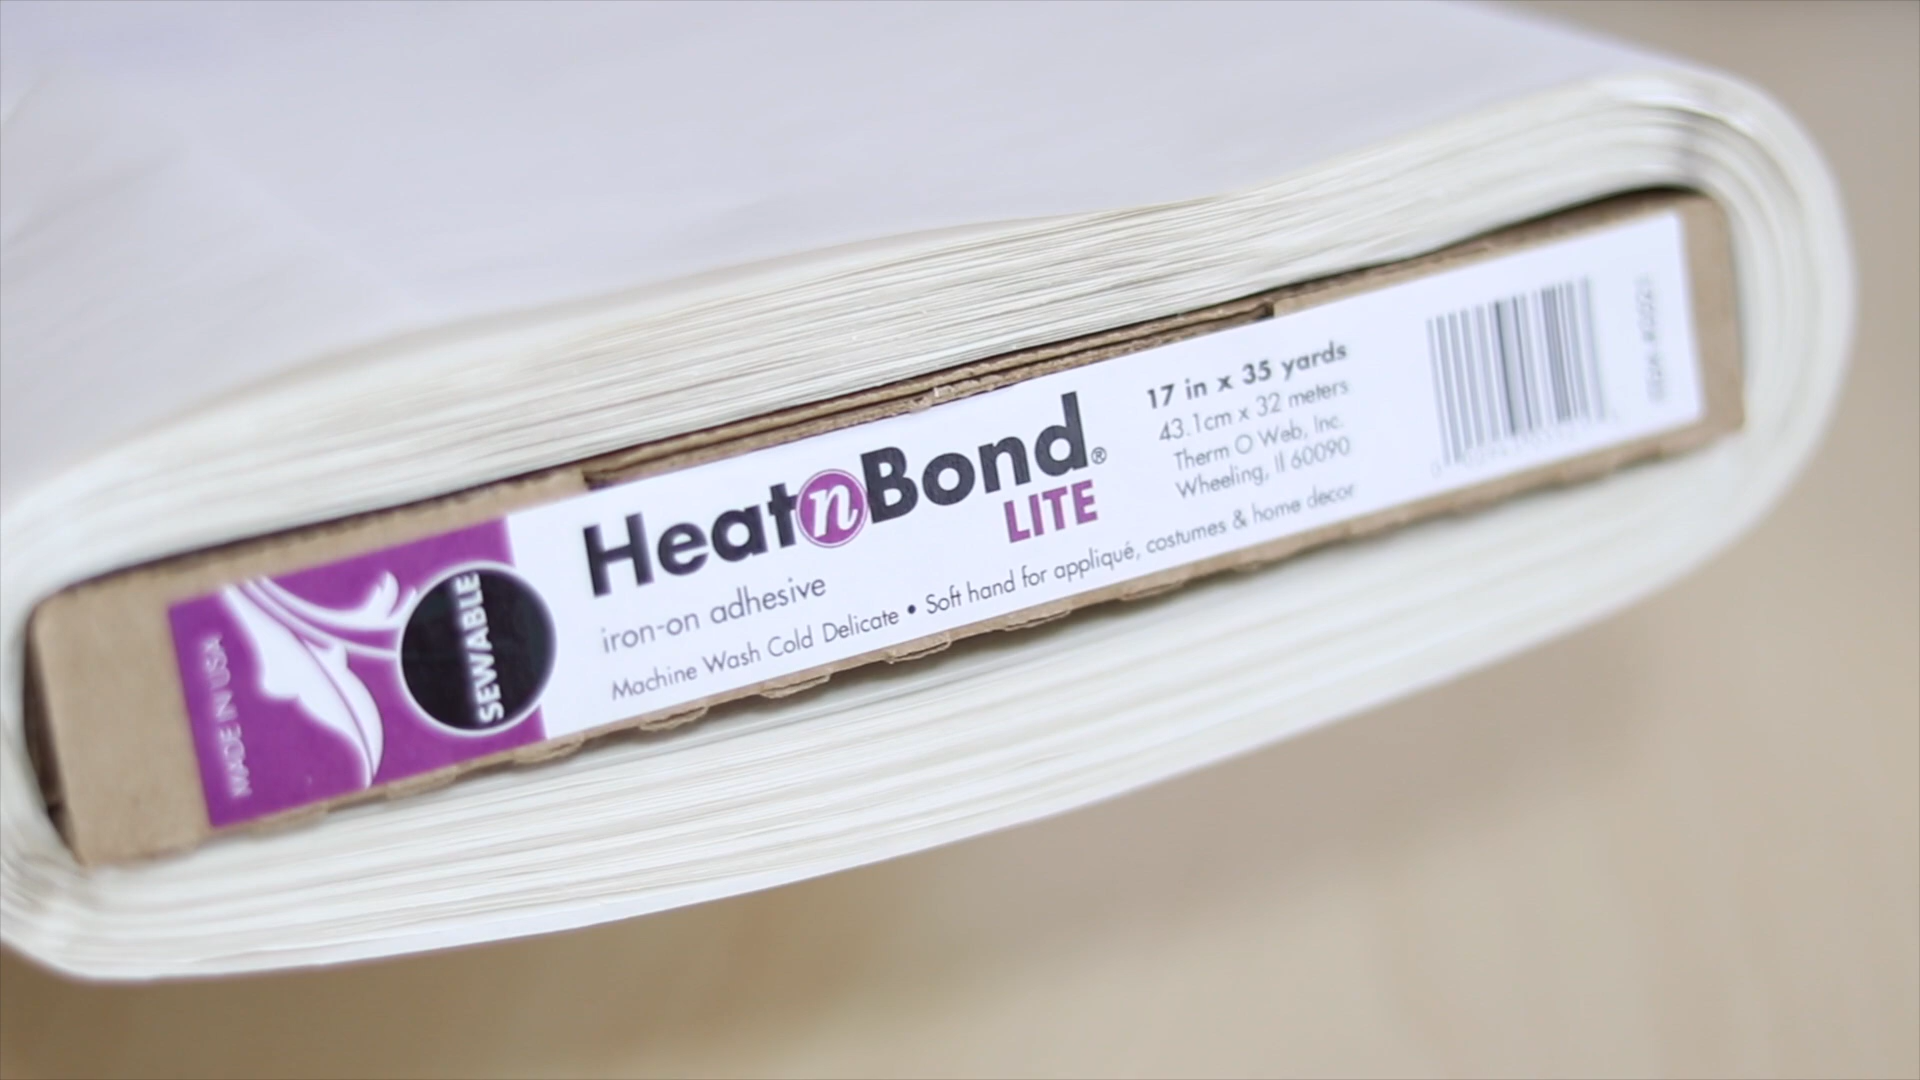 MADE IN USA
SEWABLE
HeatnBond®
LITE
iron-on adhesive
Machine Wash Cold Delicate • Soft hand for appliqué, costumes & home decor
17 in x 35 yards
43.1cm x 32 meters
Therm O Web, Inc.
Wheeling, Il 60090